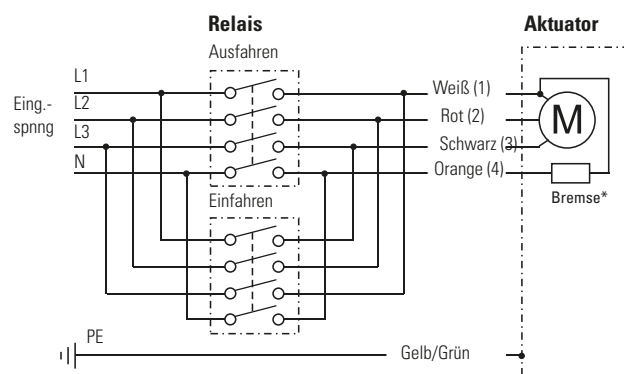 Relais
Aktuator
Ausfahren
L1
Weiß (1)
Eing.-
spnng
L2
Rot (2)
M
L3
Schwarz (3)
N
Orange (4)
Bremse*
Einfahren
PE
Gelb/Grün